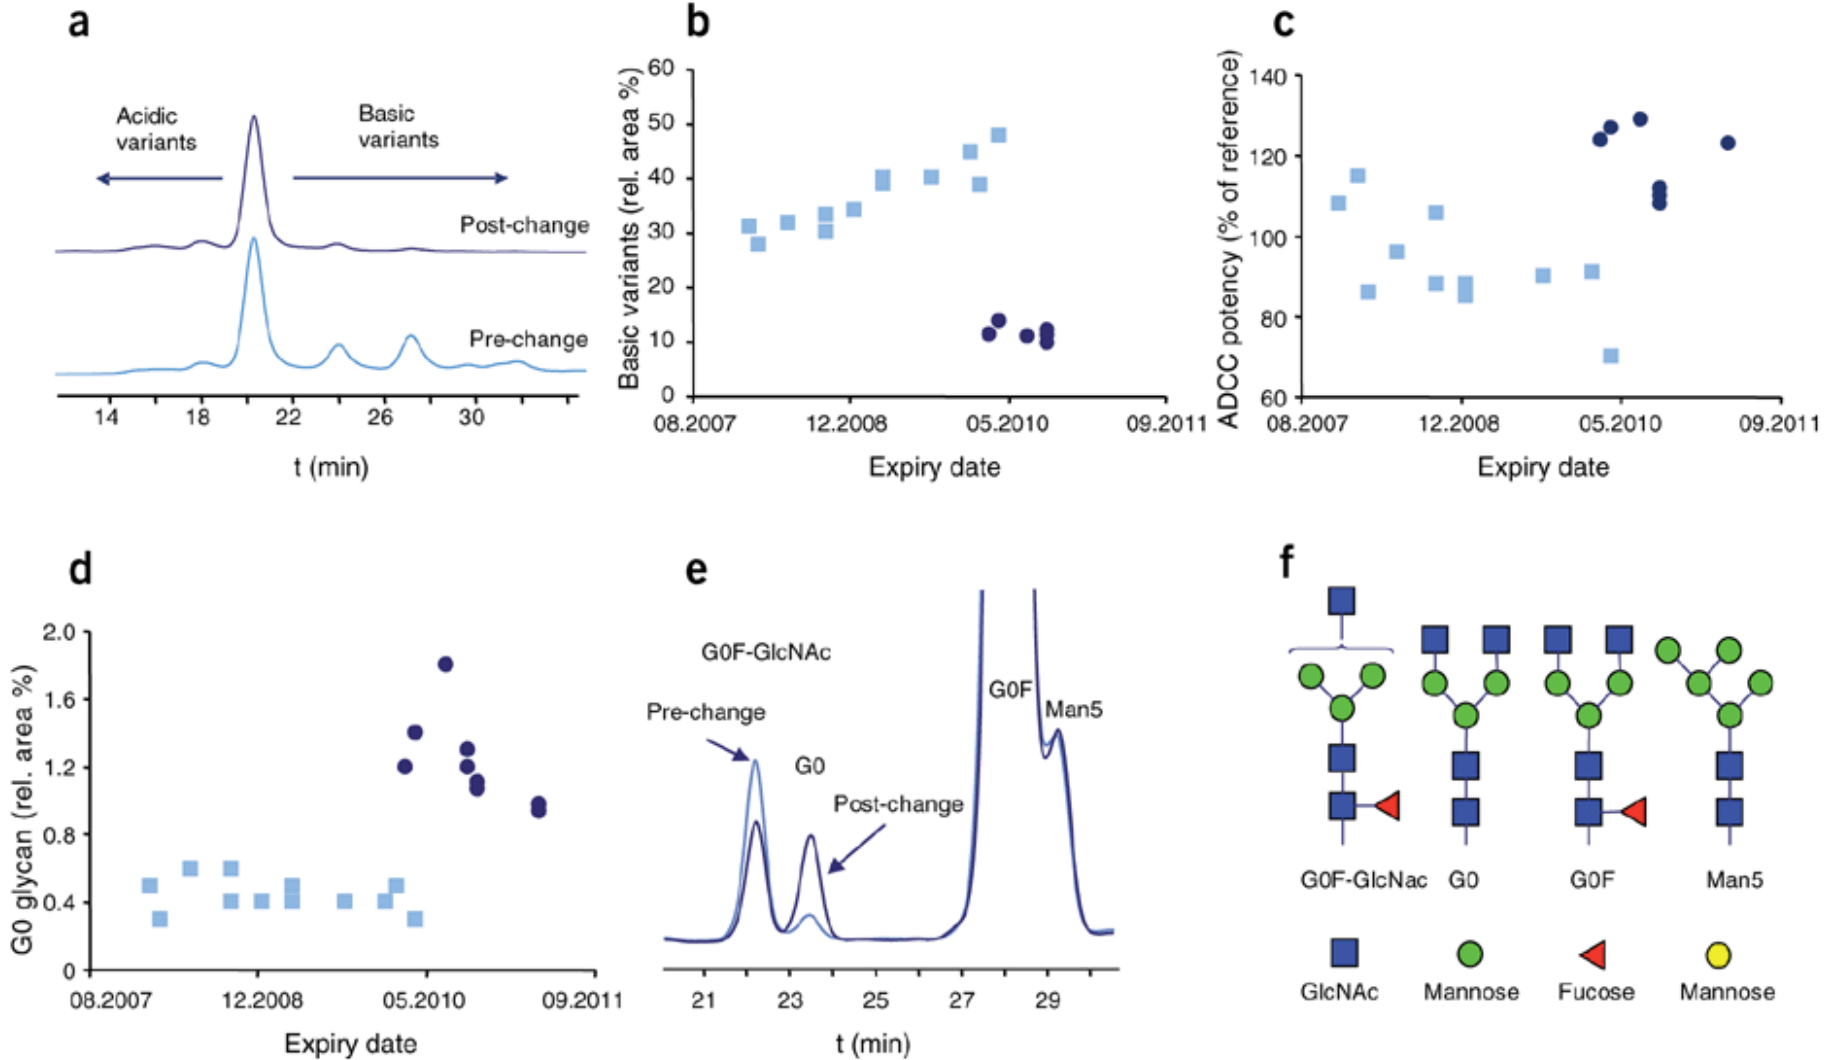 a
Acidic
variants
Basic
variants
Post-change
Pre-change
14 18 22 26 30
t (min)
b
Basic variants (rel. area %)
60
50
40
30
20
10
0
08.2007 12.2008 05.2010 09.2011
Expiry date
c
ADCC potency (% of reference)
140
120
100
80
60
08.2007 12.2008 05.2010 09.2011
Expiry date
d
G0 glycan (rel. area %)
2.0
1.6
1.2
0.8
0.4
0
08.2007 12.2008 05.2010 09.2011
Expiry date
e
G0F-GlcNAc
Pre-change
G0
Post-change
G0F
Man5
21 23 25 27 29
t (min)
f
G0F-GlcNac G0 G0F Man5
GlcNAc Mannose Fucose Mannose